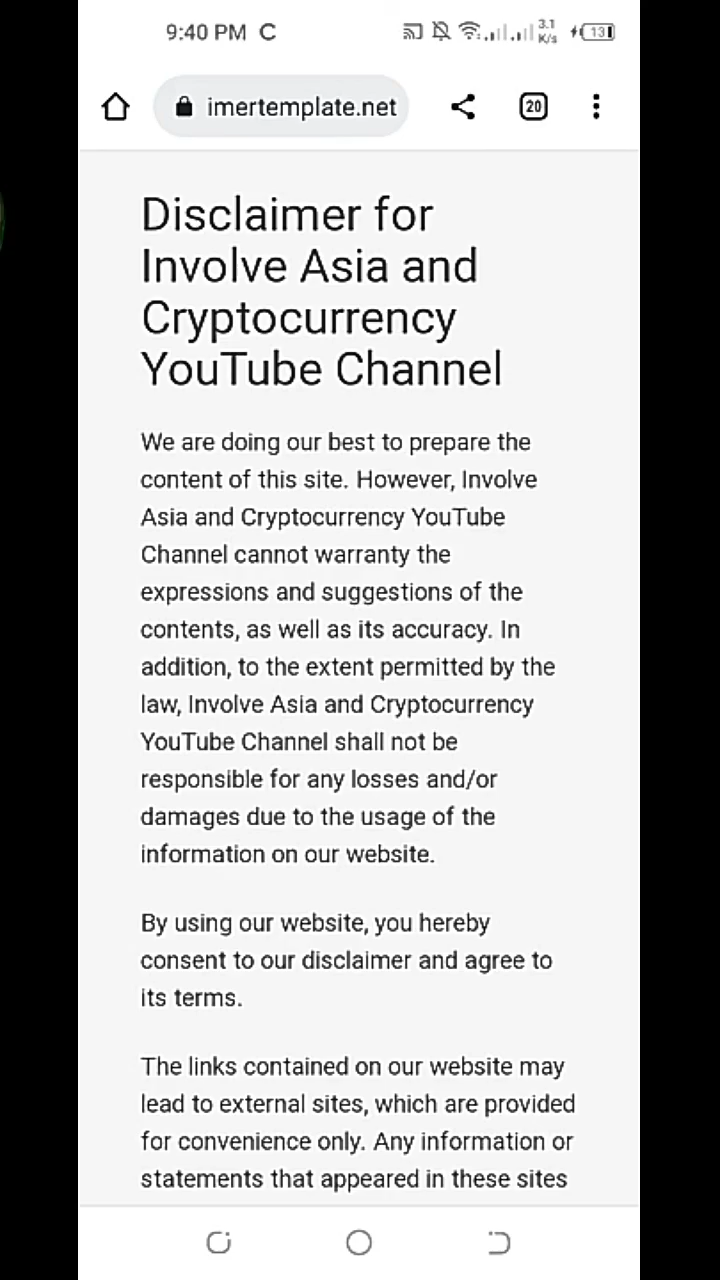 9:40 PM C
3.1
K/s
13
imertemplate.net
20
Disclaimer for
Involve Asia and
Cryptocurrency
YouTube Channel
We are doing our best to prepare the
content of this site. However, Involve
Asia and Cryptocurrency YouTube
Channel cannot warranty the
expressions and suggestions of the
contents, as well as its accuracy. In
addition, to the extent permitted by the
law, Involve Asia and Cryptocurrency
YouTube Channel shall not be
responsible for any losses and/or
damages due to the usage of the
information on our website.
By using our website, you hereby
consent to our disclaimer and agree to
its terms.
The links contained on our website may
lead to external sites, which are provided
for convenience only. Any information or
statements that appeared in these sites